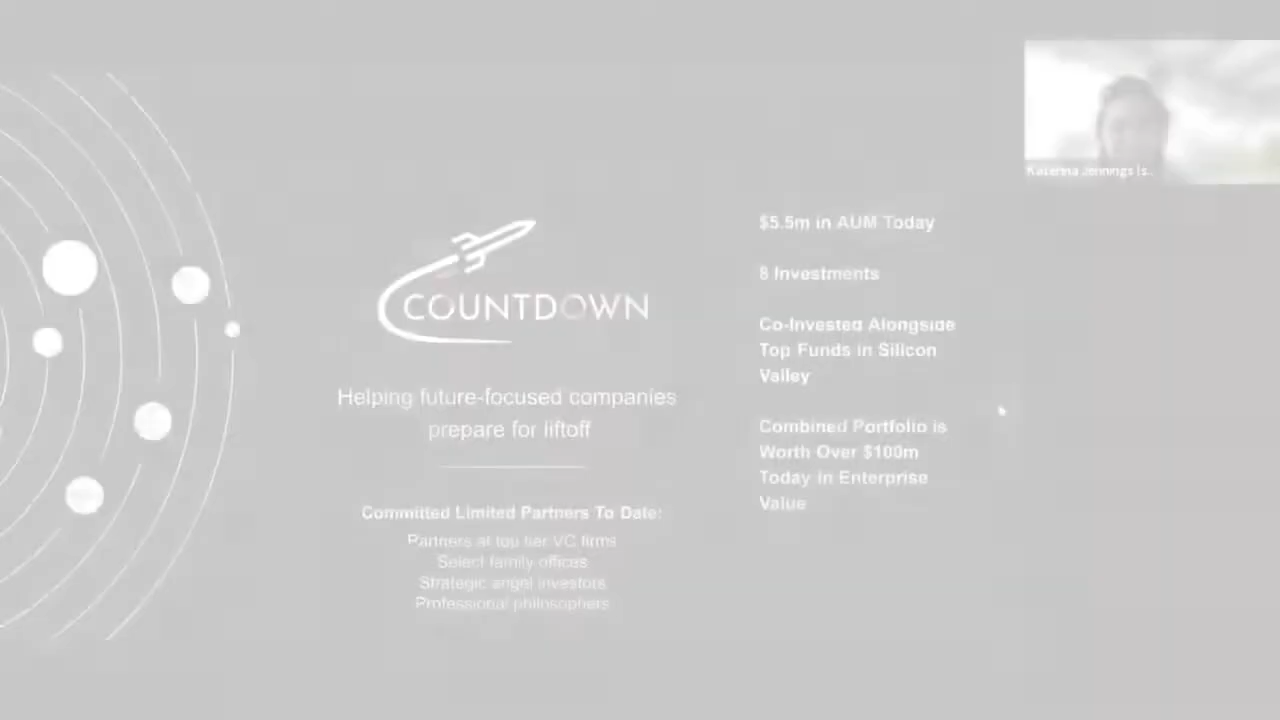 COUNTDOWN
Helping future-focused companies
prepare for liftoff
Committed Limited Partners To Date:
Partners at top tier VC firms
Select family offices
Strategic angel investors
Professional philosophers
$5.5m in AUM Today
8 Investments
Co-Invested Alongside
Top Funds in Silicon
Valley
Combined Portfolio is
Worth Over $100m
Today in Enterprise
Value
Katerina Jennings (s..